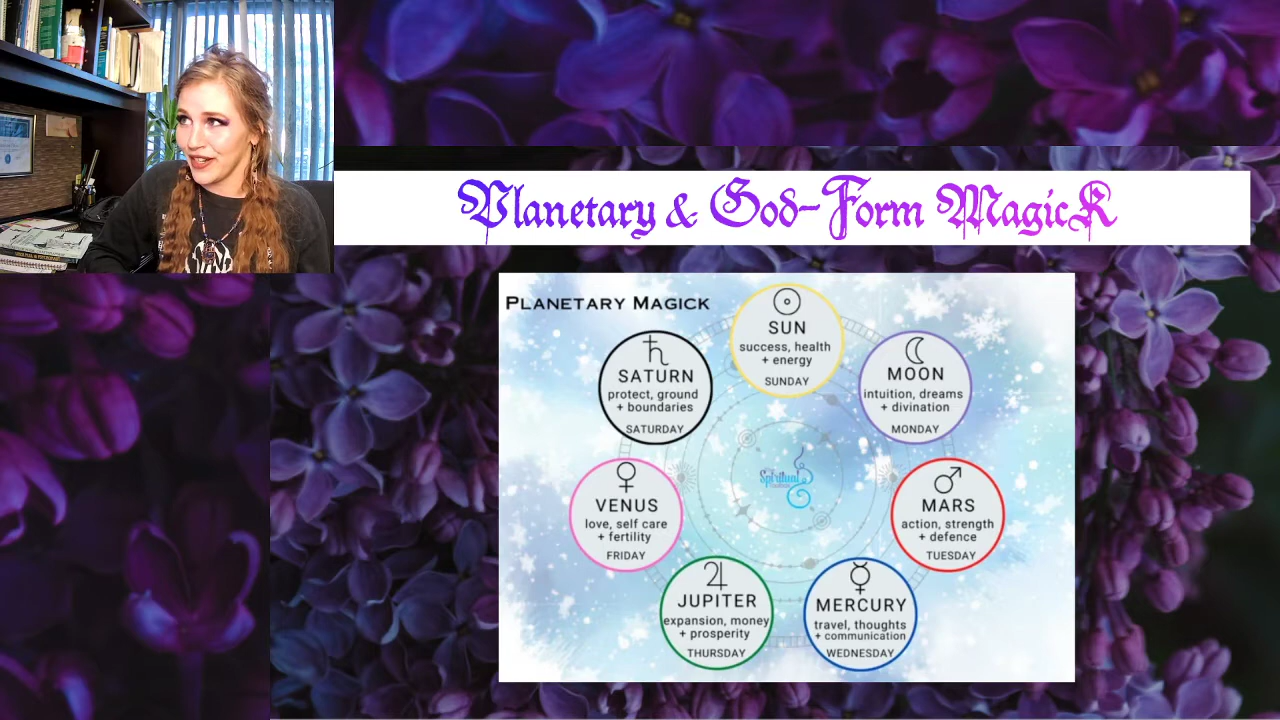 Planetary & God-Form MagicK
PLANETARY MAGICK
SUN
success, health
+ energy
SUNDAY
MOON
intuition, dreams
+ divination
MONDAY
MARS
action, strength
+ defence
TUESDAY
MERCURY
travel, thoughts
+ communication
WEDNESDAY
JUPITER
expansion, money
+ prosperity
THURSDAY
VENUS
love, self care
+ fertility
FRIDAY
SATURN
protect, ground
+ boundaries
SATURDAY
Spiritual